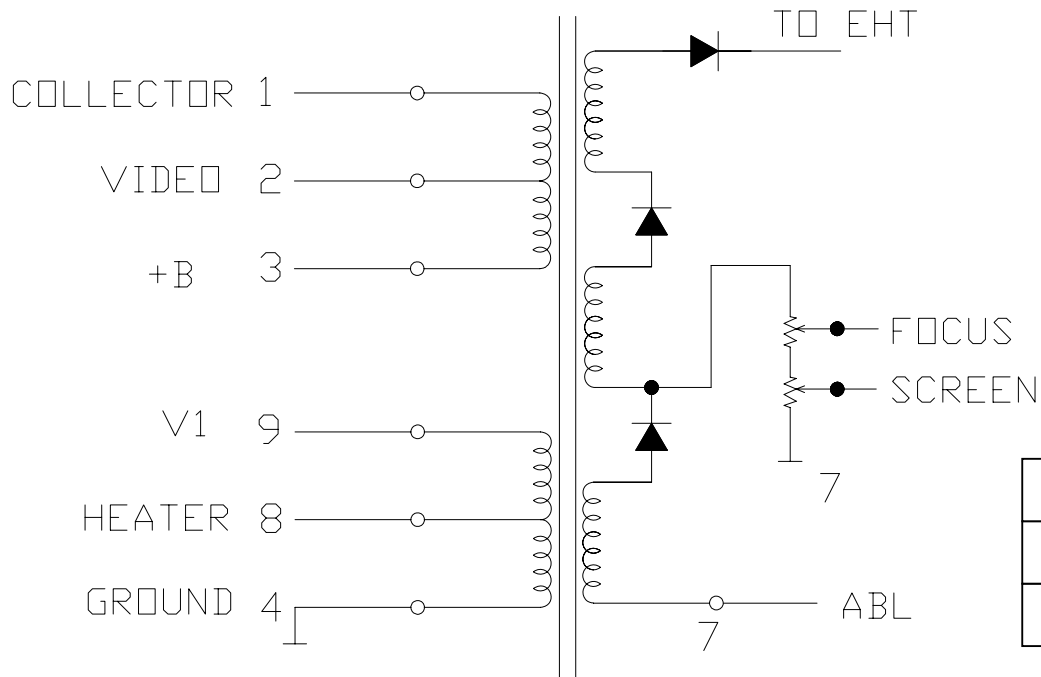 TO EHT
COLLECTOR 1
VIDEO 2
+B 3
FOCUS
SCREEN
V1 9
7
HEATER 8
GROUND 4
ABL
7